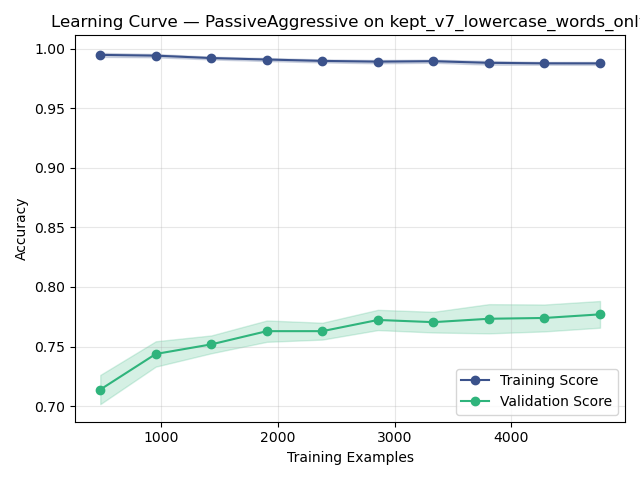 Learning Curve — PassiveAggressive on kept_v7_lowercase_words_onl
1.00
0.95
0.90
0.85
0.80
0.75
0.70
Accuracy
1000
2000
3000
4000
Training Examples
Training Score
Validation Score